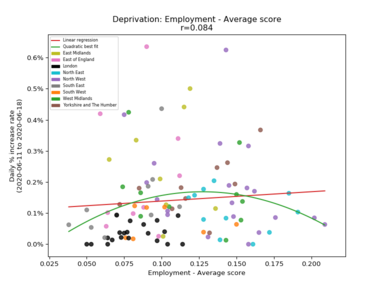 Deprivation: Employment - Average score
r=0.084
Linear regression
Quadratic best fit
East Midlands
East of England
London
North East
North West
South East
South West
West Midlands
Yorkshire and The Humber
Daily % increase rate
(2020-06-11 to 2020-06-18)
0.6%
0.5%
0.4%
0.3%
0.2%
0.1%
0.0%
0.025 0.050 0.075 0.100 0.125 0.150 0.175 0.200
Employment - Average score